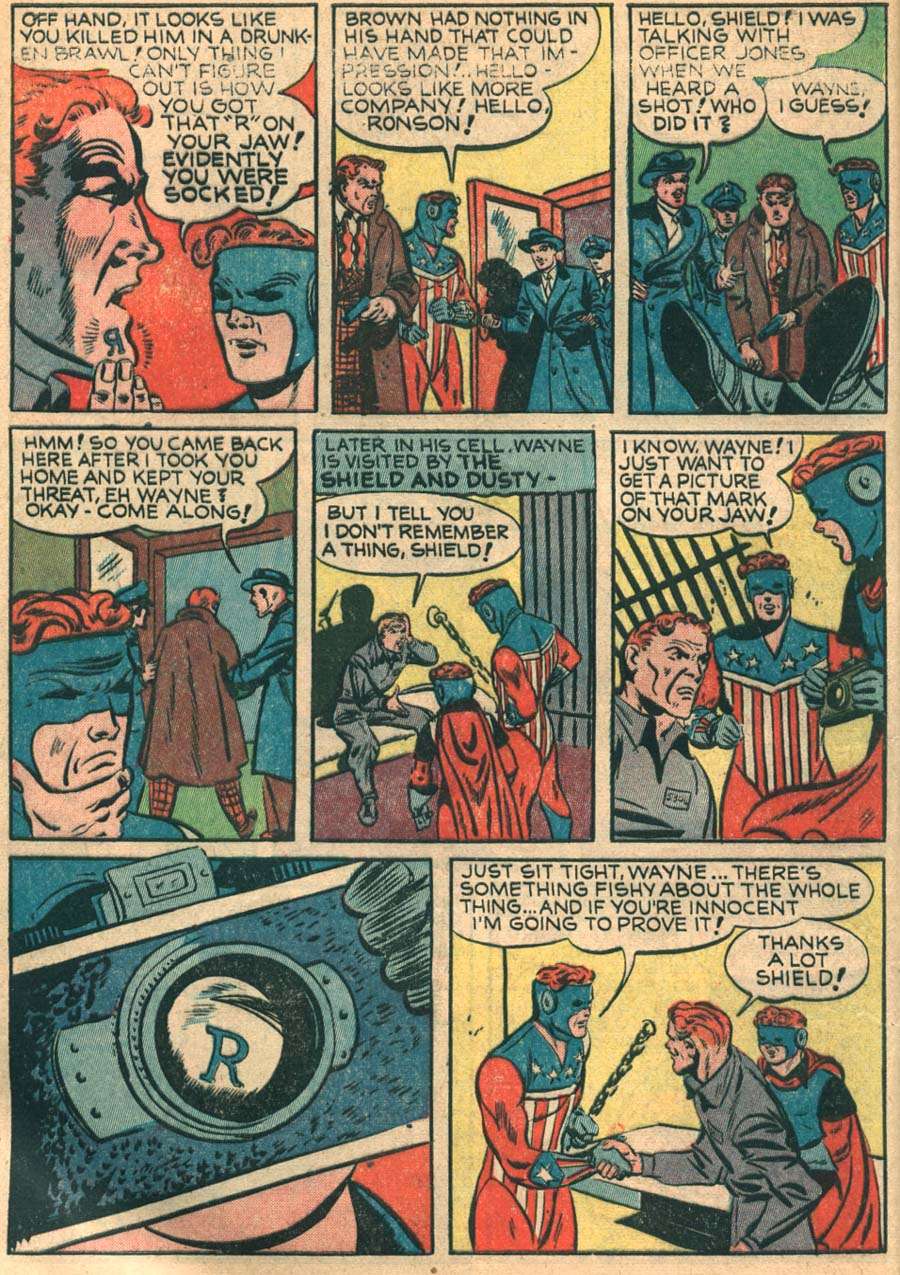 OFF HAND, IT LOOKS LIKE
YOU KILLED HIM IN A DRUNK-
EN BRAWL! ONLY THING I
CAN'T FIGURE
OUT IS HOW
YOU GOT
THAT "R" ON
YOUR JAW!
EVIDENTLY
YOU WERE
SOCKED!
BROWN HAD NOTHING IN
HIS HAND THAT COULD
HAVE MADE THAT IM-
PRESSION!.. HELLO-
LOOKS LIKE MORE
COMPANY! HELLO,
RONSON!
HELLO, SHIELD! I WAS
TALKING WITH
OFFICER JONES
WHEN WE
HEARD A
SHOT! WHO
DID IT?
WAYNE,
I GUESS!
HMM! SO YOU CAME BACK
HERE AFTER I TOOK YOU
HOME AND KEPT YOUR
THREAT, EH WAYNE?
OKAY - COME ALONG!
LATER IN HIS CELL, WAYNE
IS VISITED BY THE
SHIELD AND DUSTY-
BUT I TELL YOU
I DON'T REMEMBER
A THING, SHIELD!
I KNOW, WAYNE! I
JUST WANT TO
GET A PICTURE
OF THAT MARK
ON YOUR JAW!
R
JUST SIT TIGHT, WAYNE... THERE'S
SOMETHING FISHY ABOUT THE WHOLE
THING... AND IF YOU'RE INNOCENT
I'M GOING TO PROVE IT!
THANKS
A LOT
SHIELD!